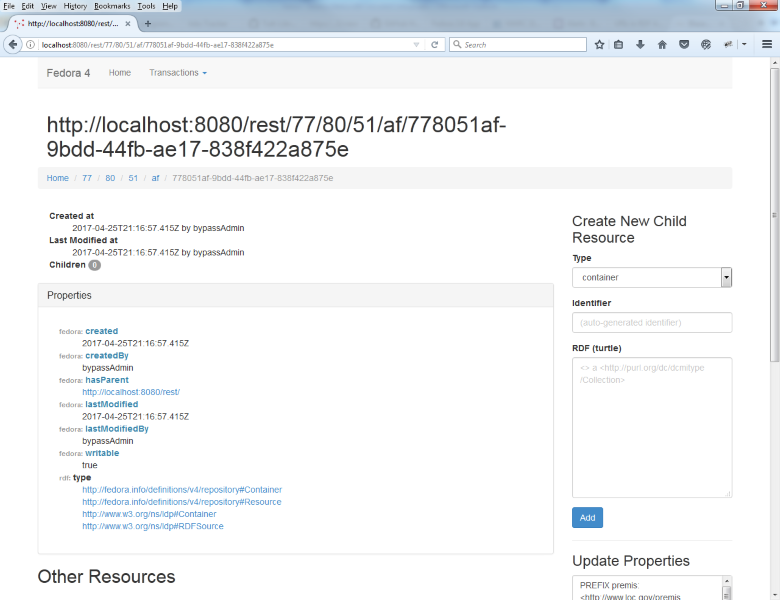 File Edit View History Bookmarks Tools Help
http://localhost:8080/rest/...
localhost:8080/rest/77/80/51/af/778051af-9bdd-44fb-ae17-838f422a875e
Search
Fedora 4 Home Transactions
http://localhost:8080/rest/77/80/51/af/778051af-
9bdd-44fb-ae17-838f422a875e
Home / 77 / 80 / 51 / af / 778051af-9bdd-44fb-ae17-838f422a875e
Created at
2017-04-25T21:16:57.415Z by bypassAdmin
Last Modified at
2017-04-25T21:16:57.415Z by bypassAdmin
Children 0
Properties
fedora: created
2017-04-25T21:16:57.415Z
fedora: createdBy
bypassAdmin
fedora: hasParent
http://localhost:8080/rest/
fedora: lastModified
2017-04-25T21:16:57.415Z
fedora: lastModifiedBy
bypassAdmin
fedora: writable
true
rdf: type
http://fedora.info/definitions/v4/repository#Container
http://fedora.info/definitions/v4/repository#Resource
http://www.w3.org/ns/ldp#Container
http://www.w3.org/ns/ldp#RDFSource
Other Resources
Create New Child
Resource
Type
container
Identifier
(auto-generated identifier)
RDF (turtle)
<> a <http://purl.org/dc/dcmitype
/Collection>
Add
Update Properties
PREFIX premis:
<http://www.loc.gov/premis